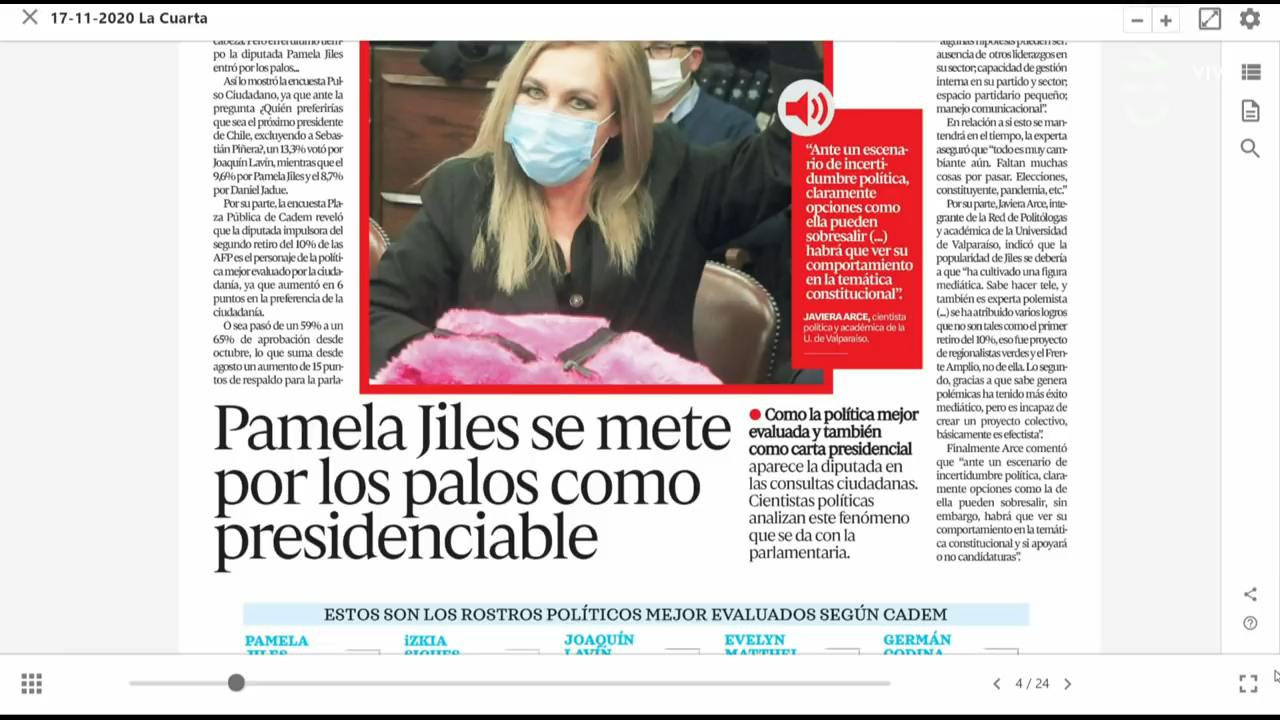 17-11-2020 La Cuarta
po la diputada Pamela Jiles
entró por los palos...
Así lo mostró la encuesta Pul-
so Ciudadano, ya que ante la
pregunta ¿Quién preferirías
que sea el próximo presidente
de Chile, excluyendo a Sebas-
tián Piñera?, un 13,3% votó por
Joaquín Lavín, mientras que el
9,6% por Pamela Jiles y el 8,7%
por Daniel Jadue.
Por su parte, la encuesta Pla-
za Pública de Cadem reveló
que la diputada impulsora del
segundo retiro del 10% de las
AFP es el personaje de la políti-
ca mejor evaluado por la ciuda-
danía, ya que aumentó en 6
puntos en la preferencia de la
ciudadanía.
O sea pasó de un 59% a un
65% de aprobación desde
octubre, lo que suma desde
agosto un aumento de 15 pun-
tos de respaldo para la parla-
"Ante un escena-
rio de incerti-
dumbre política,
claramente
opciones como
ella pueden
sobresalir (...)
habrá que ver su
comportamiento
en la temática
constitucional".
JAVIERA ARCE, cientista
política y académica de la
U. de Valparaíso.
Pamela Jiles se mete
por los palos como
presidenciable
Como la política mejor
evaluada y también
como carta presidencial
aparece la diputada en
las consultas ciudadanas.
Cientistas políticas
analizan este fenómeno
que se da con la
parlamentaria.
algunas hipótesis pueden ser:
ausencia de otros liderazgos en
su sector; capacidad de gestión
interna en su partido y sector;
espacio partidario pequeño;
manejo comunicacional".
En relación a si esto se man-
tendrá en el tiempo, la experta
aseguró que "todo es muy cam-
biante aún. Faltan muchas
cosas por pasar. Elecciones,
constituyente, pandemia, etc."
Por su parte, Javiera Arce, inte-
grante de la Red de Politólogas
y académica de la Universidad
de Valparaíso, indicó que la
popularidad de Jiles se debería
a que "ha cultivado una figura
mediática. Sabe hacer tele, y
también es experta polemista
(...) se ha atribuido varios logros
que no son tales como el primer
retiro del 10%, eso fue proyecto
de regionalistas verdes y el Fren-
te Amplio, no de ella. Lo segun-
do, gracias a que sabe genera
polémicas ha tenido más éxito
mediático, pero es incapaz de
crear un proyecto colectivo,
básicamente es efectista".
Finalmente Arce comentó
que "ante un escenario de
incertidumbre política, clara-
mente opciones como la de
ella pueden sobresalir, sin
embargo, habrá que ver su
comportamiento en la temáti-
ca constitucional y si apoyará
o no candidaturas".
ESTOS SON LOS ROSTROS POLÍTICOS MEJOR EVALUADOS SEGÚN CADEM
PAMELA JILES
iZKIA SIQUES
JOAQUÍN LAVÍN
EVELYN MATTHEI
GERMÁN CODINA
4 / 24